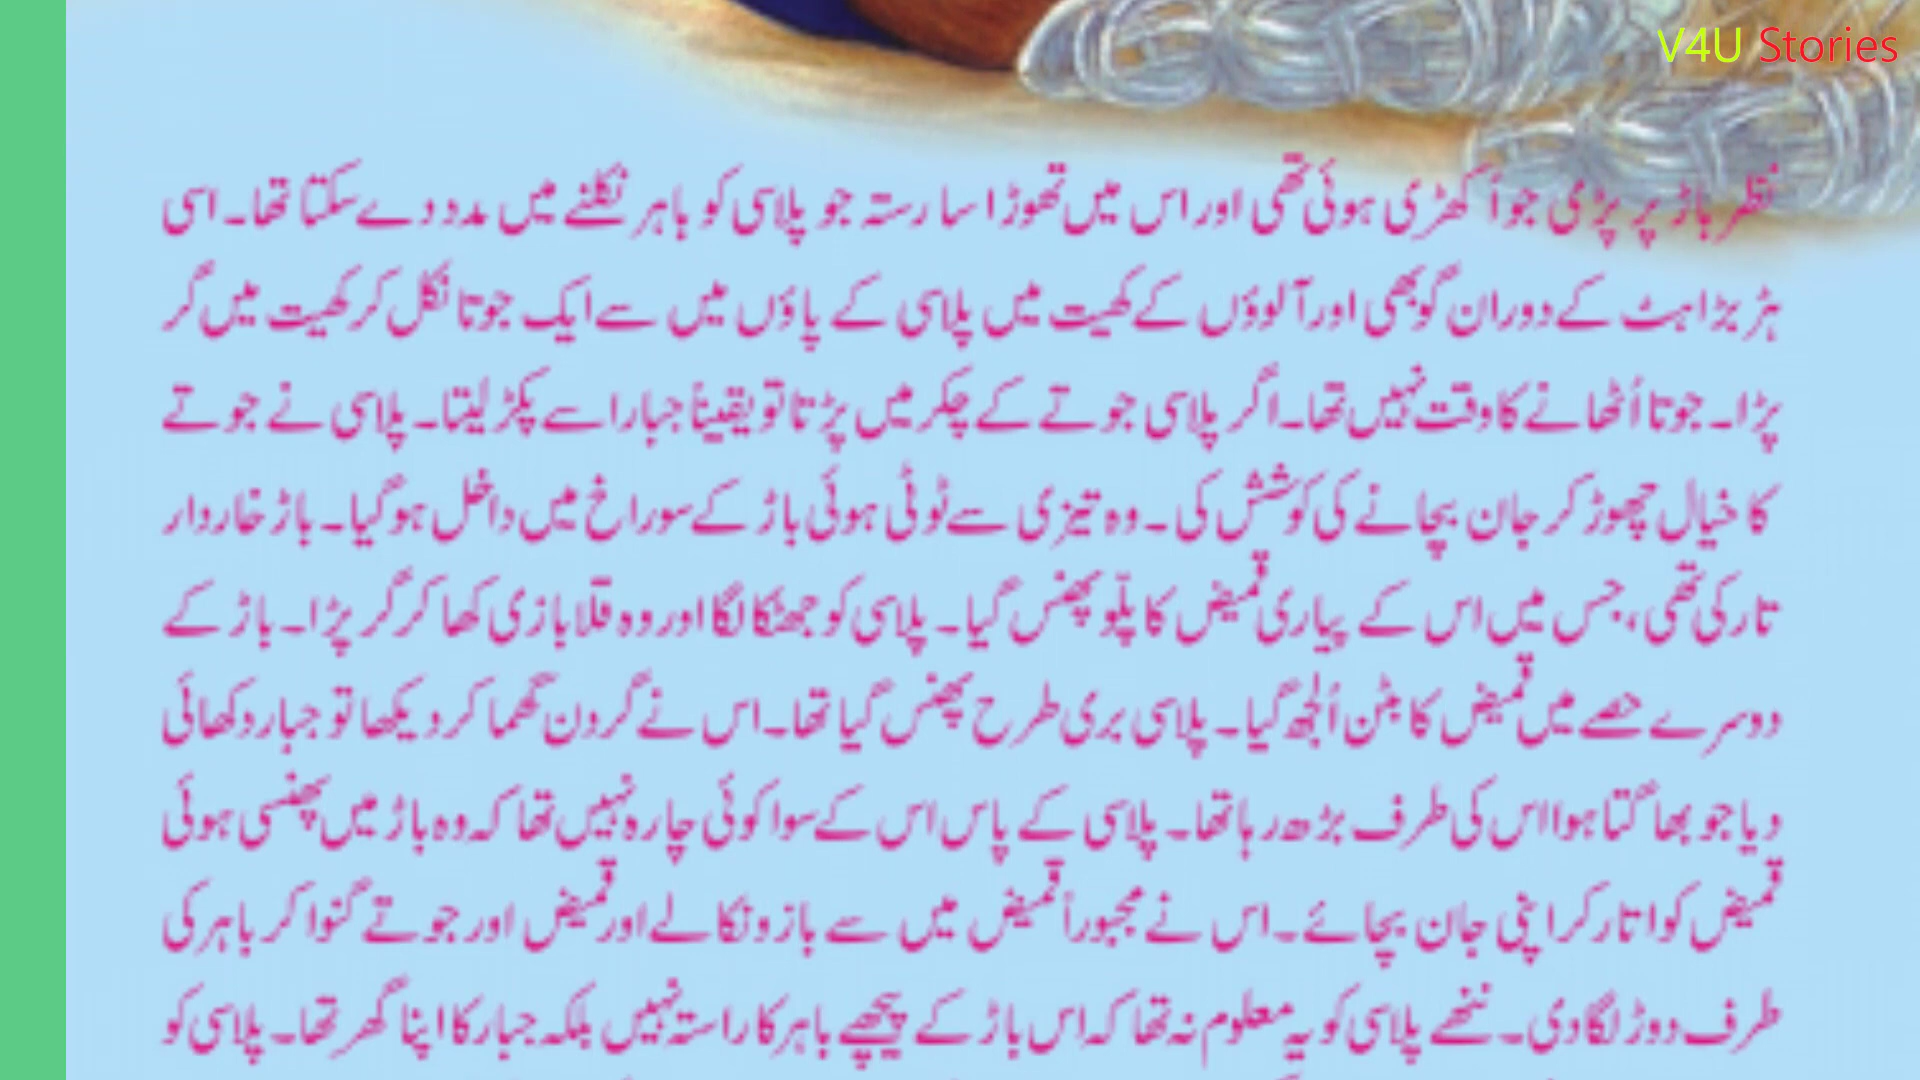 V4U Stories
نظر باڑ پر پڑی جو اُکھڑی ہوئی تھی اور اس میں تھوڑا سا رستہ جو پلاسی کو باہر نکلنے میں مدد دے سکتا تھا۔ اسی
ہڑبڑاہٹ کے دوران گوبھی اور آلوؤں کے کھیت میں پلاسی کے پاؤں میں سے ایک جوتا نکل کر کھیت میں گر
پڑا۔ جوتا اُٹھانے کا وقت نہیں تھا۔ اگر پلاسی جوتے کے چکر میں پڑتا تو یقیناً جبار اسے پکڑ لیتا۔ پلاسی نے جوتے
کا خیال چھوڑ کر جان بچانے کی کوشش کی۔ وہ تیزی سے ٹوٹی ہوئی باڑ کے سوراخ میں داخل ہو گیا۔ باڑ خاردار
تار کی تھی، جس میں اس کے پیاری قمیض کا پلّو پھنس گیا۔ پلاسی کو جھٹکا لگا اور وہ قلابازی کھا کر گر پڑا۔ باڑ کے
دوسرے حصے میں قمیض کا بٹن اُلجھ گیا۔ پلاسی بری طرح پھنس گیا تھا۔ اس نے گردن گھما کر دیکھا تو جبار دکھائی
دیا جو بھاگتا ہوا اس کی طرف بڑھ رہا تھا۔ پلاسی کے پاس اس کے سوا کوئی چارہ نہیں تھا کہ وہ باڑ میں پھنسی ہوئی
قمیض کو اتار کر اپنی جان بچائے۔ اس نے مجبوراً قمیض میں سے بازو نکالے اور قمیض اور جوتے گنوا کر باہر کی
طرف دوڑ لگا دی۔ ننھے پلاسی کو یہ معلوم نہ تھا کہ اس باڑ کے پیچھے باہر کا راستہ نہیں بلکہ جبار کا اپنا گھر تھا۔ پلاسی کو